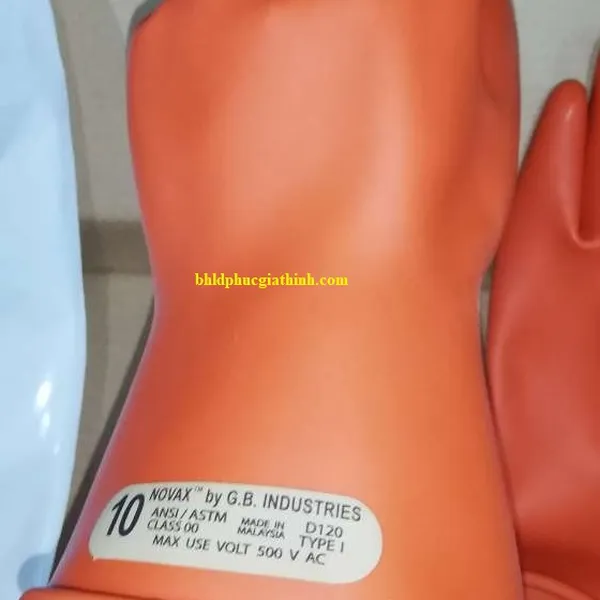 bhldphucgiathinh.com
10
NOVAX™ by G.B. INDUSTRIES
ANSI / ASTM MADE IN D120
CLASS 00 MALAYSIA TYPE I
MAX USE VOLT 500 V AC